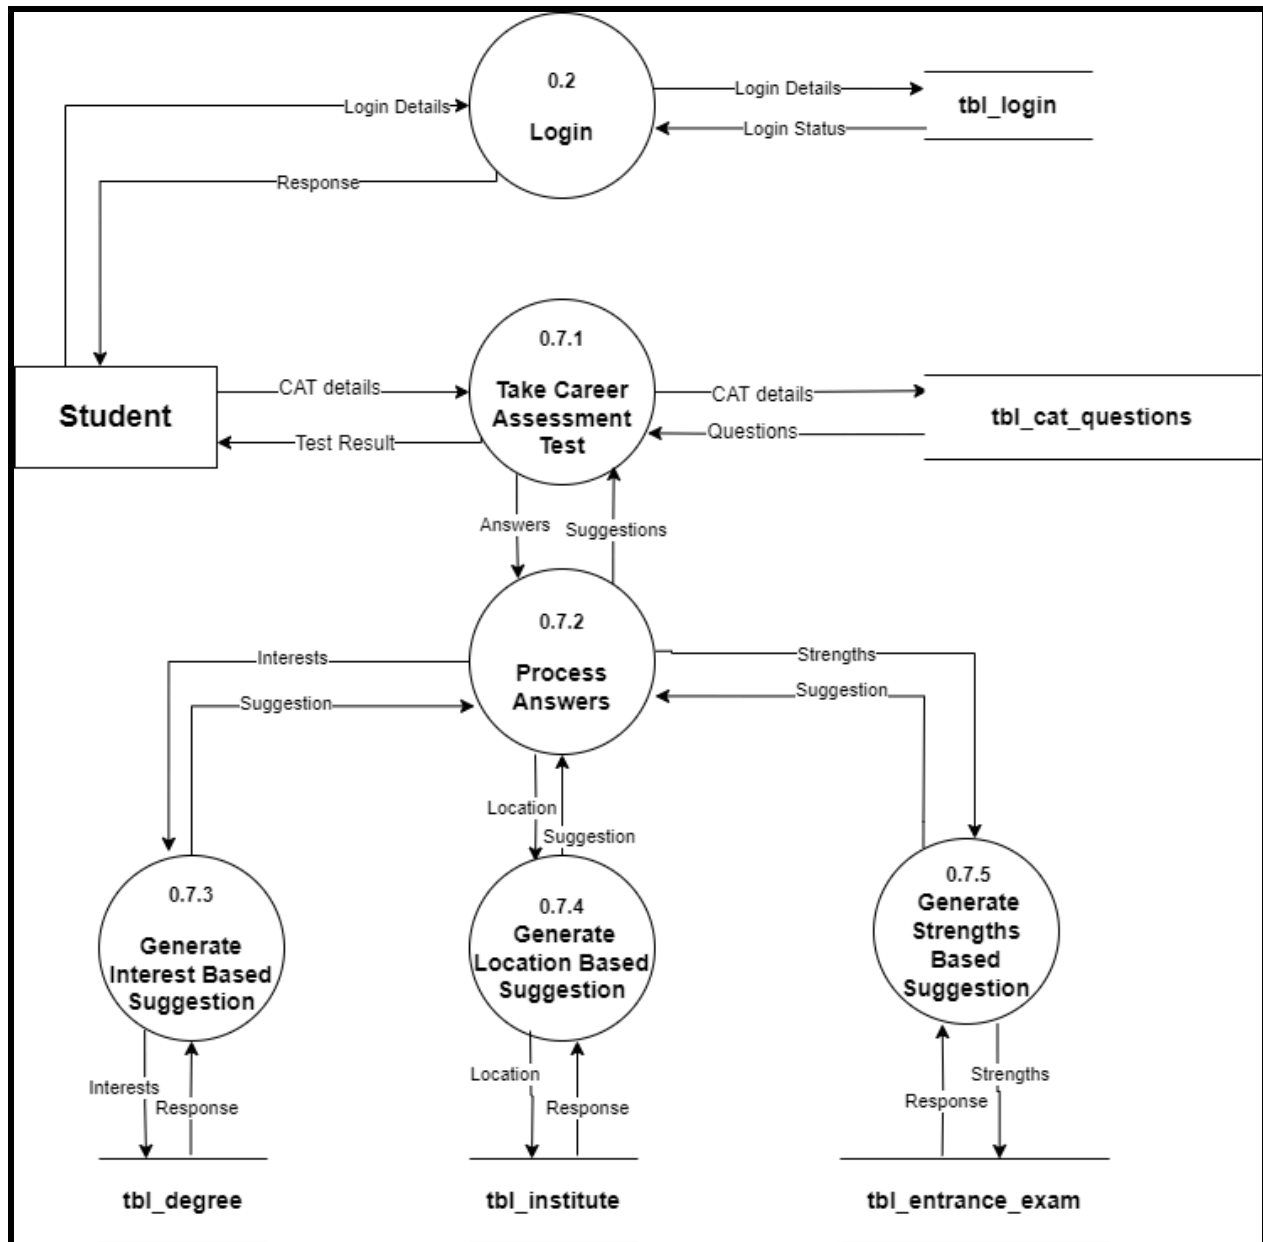 0.2
Login Details
Login
Login Details
tbl_login
Login Status
Response
0.7.1
Student
CAT details
Take Career
Assessment
Test
CAT details
tbl_cat_questions
Test Result
Questions
Answers
Suggestions
0.7.2
Process
Answers
Interests
Strengths
Suggestion
Suggestion
Location
Suggestion
0.7.3
Generate
Interest Based
Suggestion
0.7.4
Generate
Location Based
Suggestion
0.7.5
Generate
Strengths
Based
Suggestion
Interests
Response
Location
Response
Response
Strengths
tbl_degree
tbl_institute
tbl_entrance_exam